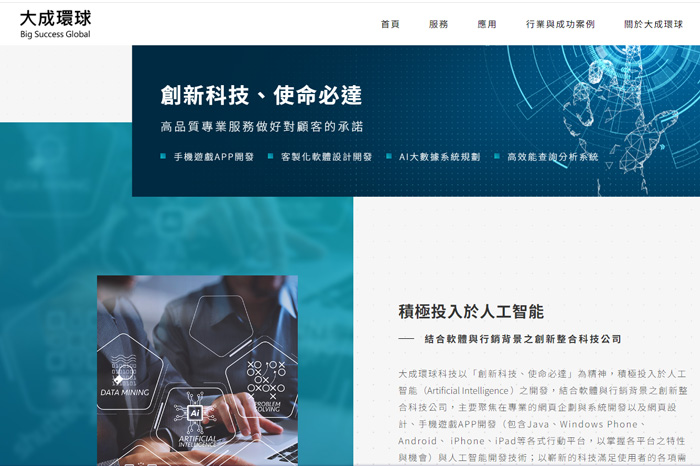 大成環球
Big Success Global
首頁 服務 應用 行業與成功案例 關於大成環球
創新科技、使命必達
高品質專業服務做好對顧客的承諾
手機遊戲APP開發 客製化軟體設計開發 AI大數據系統規劃 高效能查詢分析系統
DATA MINING
積極投入於人工智能
結合軟體與行銷背景之創新整合科技公司
大成環球科技以「創新科技、使命必達」為精神，積極投入於人工
智能（Artificial Intelligence）之開發，結合軟體與行銷背景之創新整
合科技公司，主要聚焦在專業的網頁企劃與系統開發以及網頁設
計、手機遊戲APP開發（包含Java、Windows Phone、
Android、 iPhone、iPad等各式行動平台，以掌握各平台之特性
與機會）與人工智能開發技術；以嶄新的科技滿足使用者的各項需
DATA MINING
PROBLEM
SOLVING
Ai
ARTIFICIAL
INTELLIGENCE